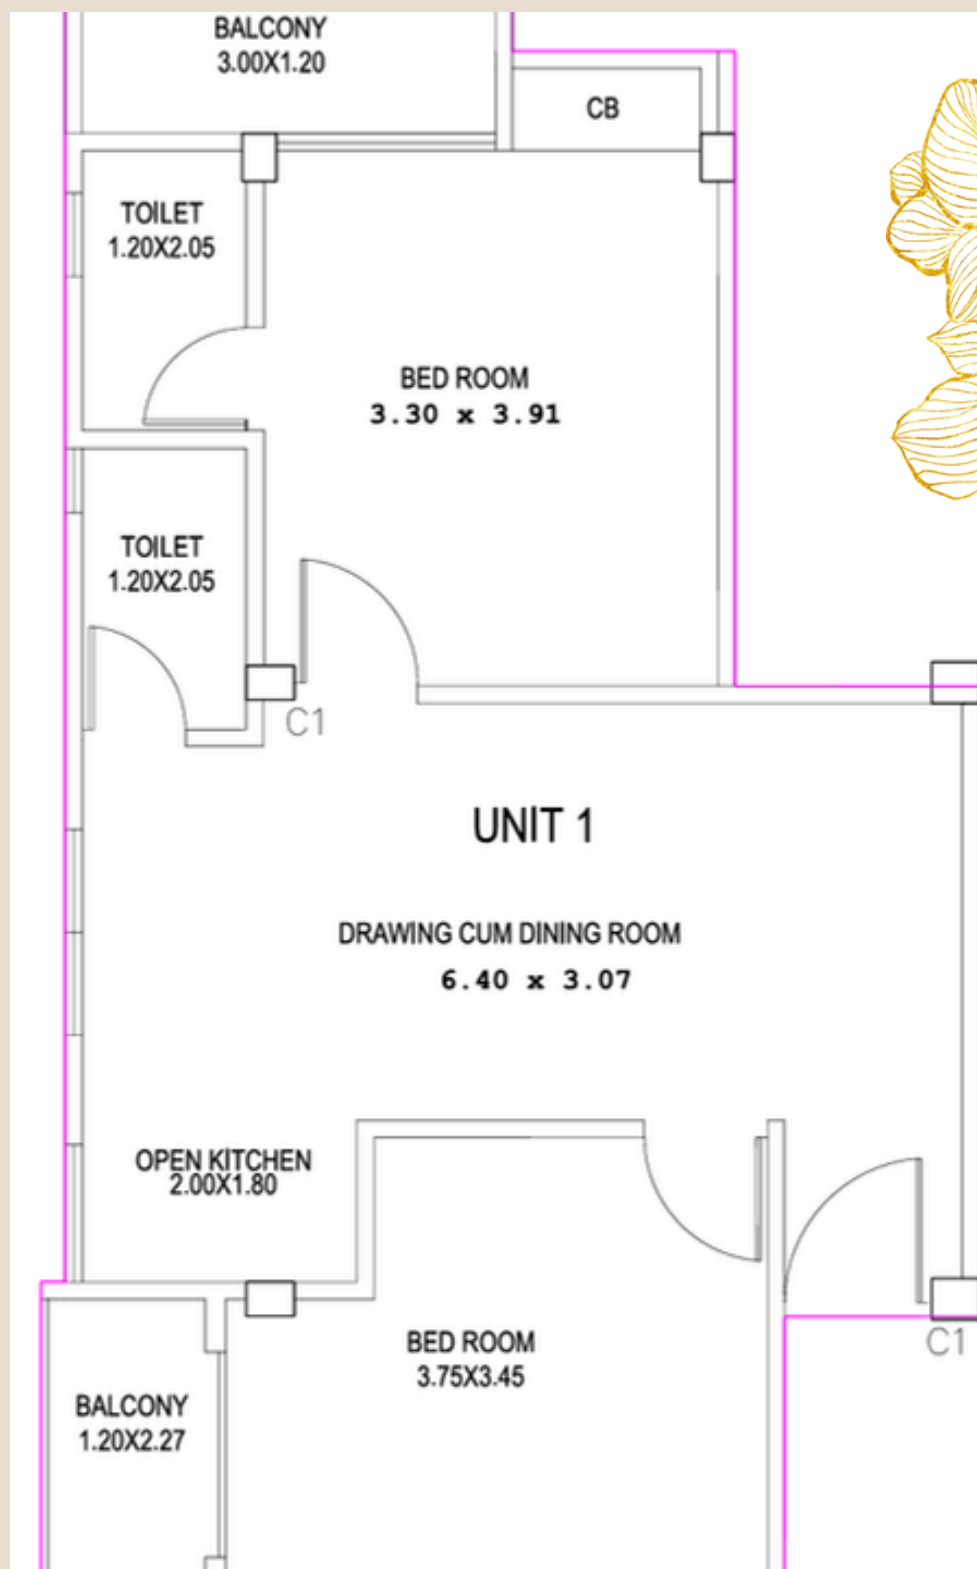 BALCONY
3.00X1.20
CB
TOILET
1.20X2.05
BED ROOM
3.30 x 3.91
TOILET
1.20X2.05
C1
UNIT 1
DRAWING CUM DINING ROOM
6.40 x 3.07
OPEN KITCHEN
2.00X1.80
BED ROOM
3.75X3.45
C1
BALCONY
1.20X2.27